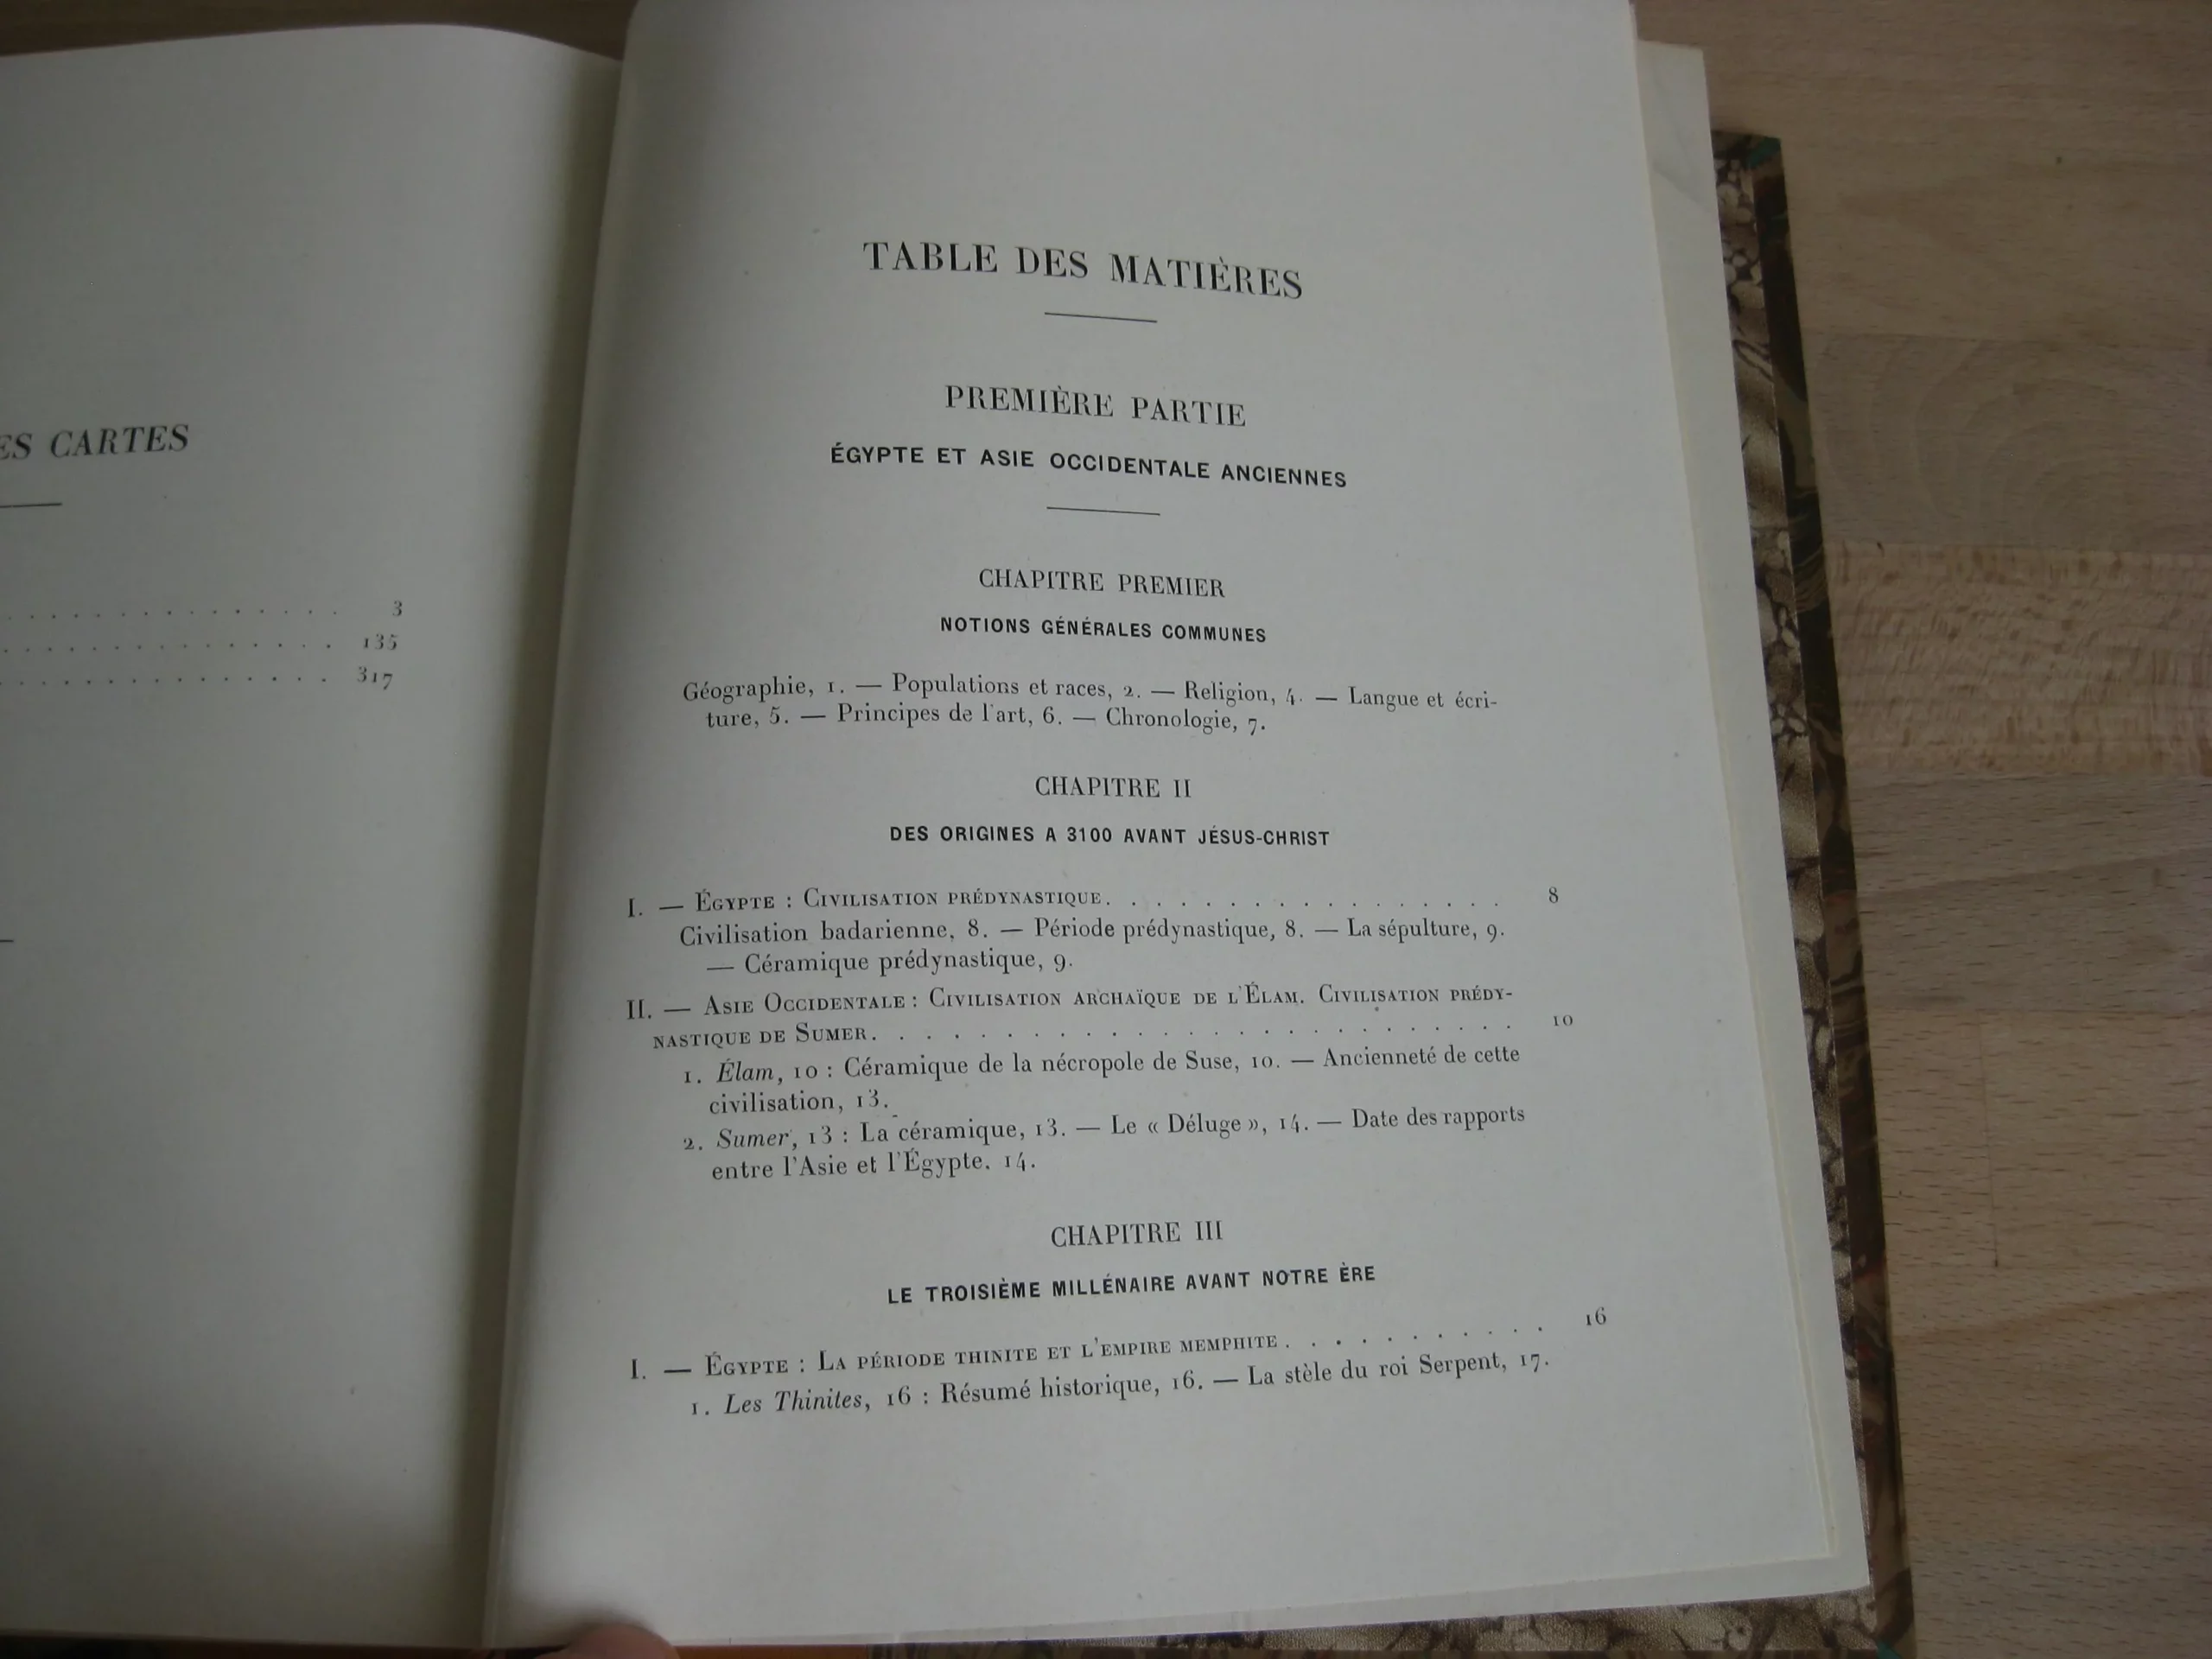 ES CARTES
. . . . . . . . . . . . . . 3
. . . . . . . . . . . . . . 135
. . . . . . . . . . . . . . 317
TABLE DES MATIÈRES
PREMIÈRE PARTIE
ÉGYPTE ET ASIE OCCIDENTALE ANCIENNES
CHAPITRE PREMIER
NOTIONS GÉNÉRALES COMMUNES
Géographie, 1. — Populations et races, 2. — Religion, 4. — Langue et écri-
ture, 5. — Principes de l'art, 6. — Chronologie, 7.
CHAPITRE II
DES ORIGINES A 3100 AVANT JÉSUS-CHRIST
I. — Égypte : Civilisation prédynastique. . . . . . . . . . . . . . . . 8
Civilisation badarienne, 8. — Période prédynastique, 8. — La sépulture, 9.
— Céramique prédynastique, 9.
II. — Asie Occidentale : Civilisation archaïque de l'Élam. Civilisation prédy-
nastique de Sumer. . . . . . . . . . . . . . . . . . . . . . . . . 10
1. Élam, 10 : Céramique de la nécropole de Suse, 10. — Ancienneté de cette
civilisation, 13.
2. Sumer, 13 : La céramique, 13. — Le « Déluge », 14. — Date des rapports
entre l'Asie et l'Égypte. 14.
CHAPITRE III
LE TROISIÈME MILLÉNAIRE AVANT NOTRE ÈRE
I. — Égypte : La période thinite et l'empire memphite . . . . . . . . . . . 16
1. Les Thinites, 16 : Résumé historique, 16. — La stèle du roi Serpent, 17.